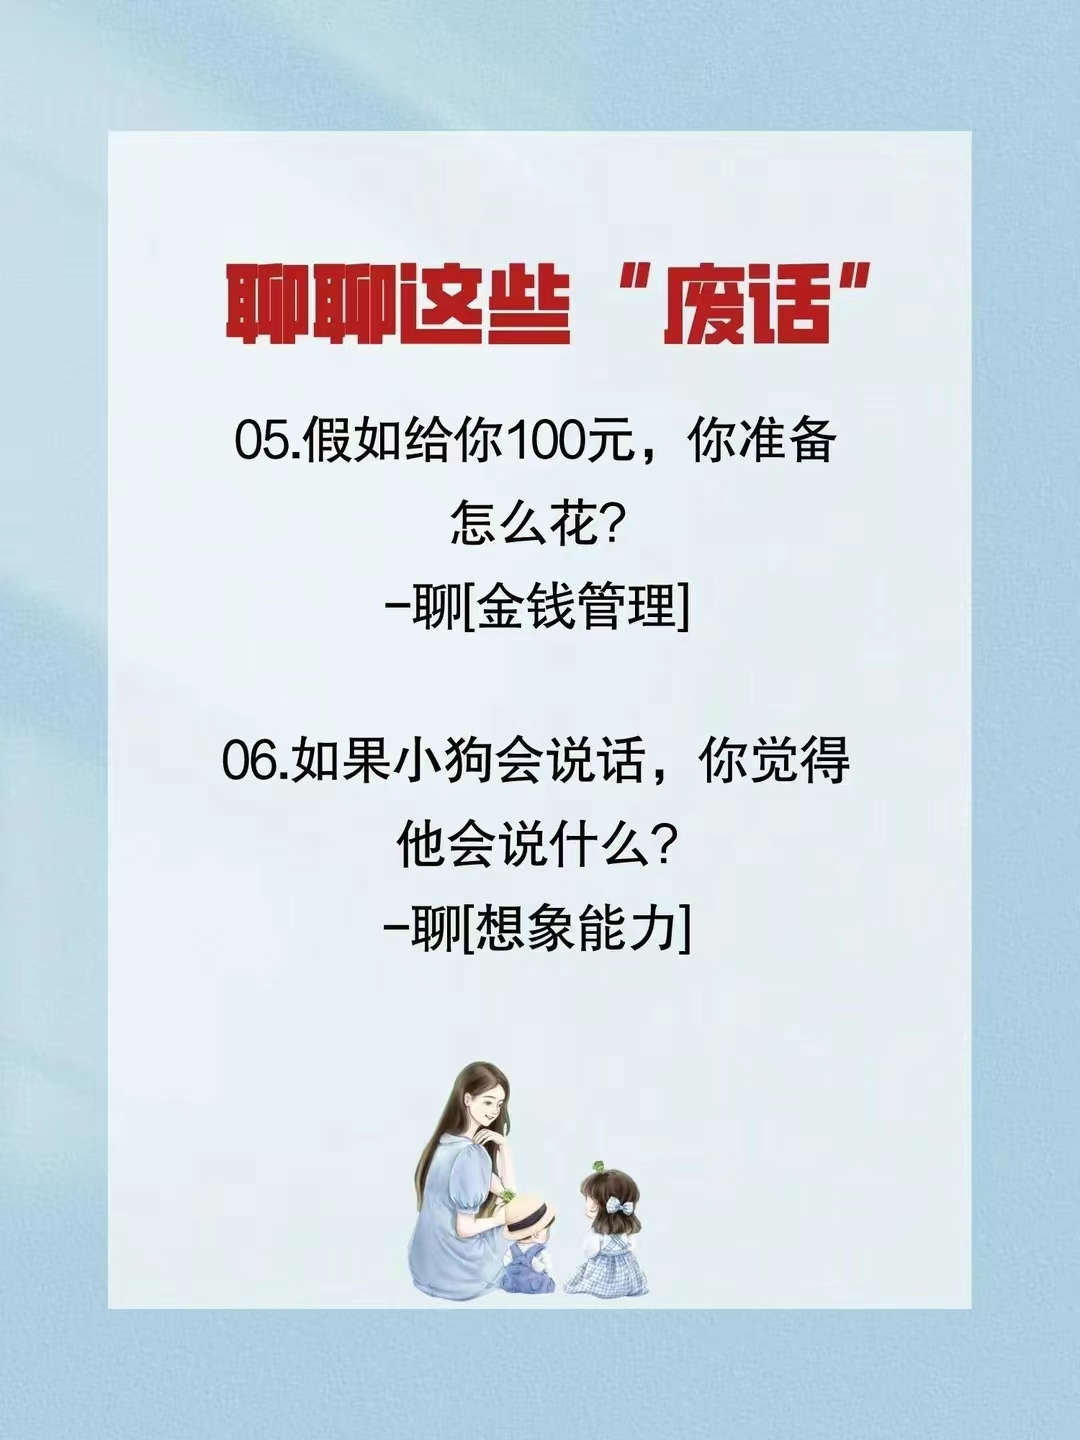 聊聊这些“废话”
05.假如给你100元，你准备
怎么花？
-聊[金钱管理]
06.如果小狗会说话，你觉得
他会说什么？
-聊[想象能力]